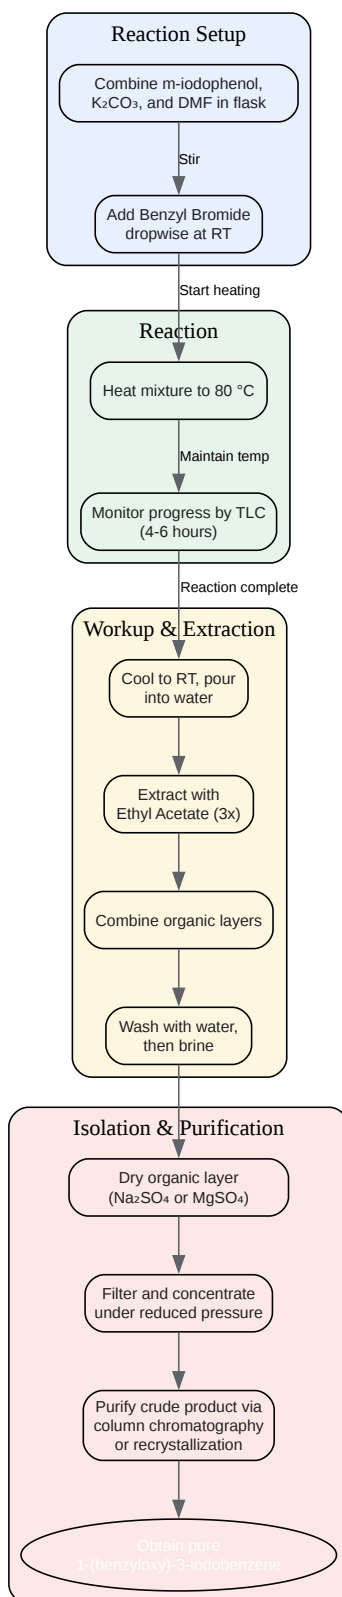 Reaction Setup
Combine m-iodophenol,
K₂CO₃, and DMF in flask
Stir
Add Benzyl Bromide
dropwise at RT
Start heating
Reaction
Heat mixture to 80 °C
Maintain temp
Monitor progress by TLC
(4-6 hours)
Reaction complete
Workup & Extraction
Cool to RT, pour
into water
Extract with
Ethyl Acetate (3x)
Combine organic layers
Wash with water,
then brine
Isolation & Purification
Dry organic layer
(Na₂SO₄ or MgSO₄)
Filter and concentrate
under reduced pressure
Purify crude product via
column chromatography
or recrystallization
Obtain pure
1-(benzyloxy)-3-iodobenzene